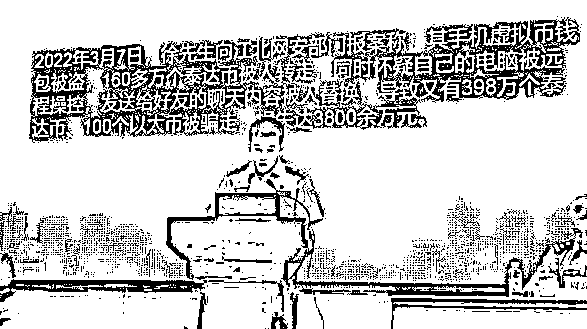 2022年3月7日，徐先生向江北网安部门报案称，其手机虚拟币钱
包被盗，160多万个泰达币被人转走，同时怀疑自己的电脑被远
程操控，发送给好友的聊天内容被人替换，导致又有398万个泰
达币、100个以太币被骗走，达3800余万元。